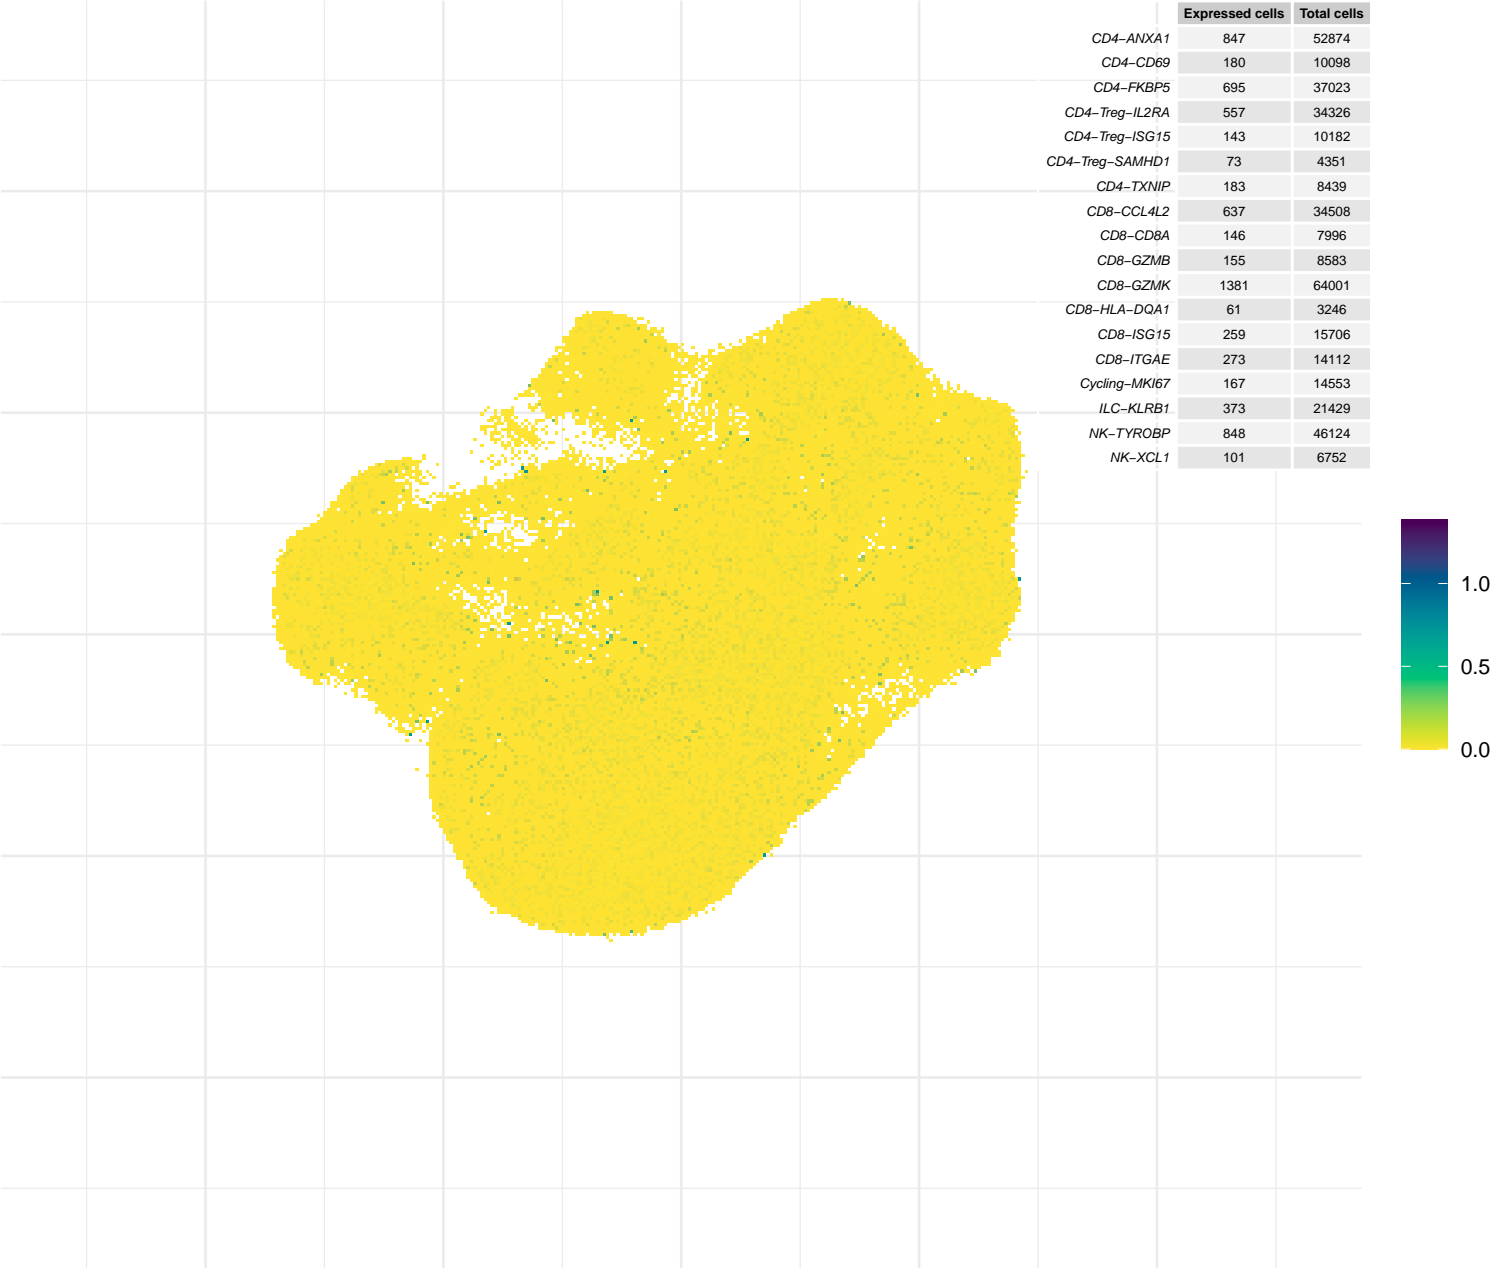 Expressed cells Total cells
CD4−ANXA1 847 52874
CD4−CD69 180 10098
CD4−FKBP5 695 37023
CD4−Treg−IL2RA 557 34326
CD4−Treg−ISG15 143 10182
CD4−Treg−SAMHD1 73 4351
CD4−TXNIP 183 8439
CD8−CCL4L2 637 34508
CD8−CD8A 146 7996
CD8−GZMB 155 8583
CD8−GZMK 1381 64001
CD8−HLA−DQA1 61 3246
CD8−ISG15 259 15706
CD8−ITGAE 273 14112
Cycling−MKI67 167 14553
ILC−KLRB1 373 21429
NK−TYROBP 848 46124
NK−XCL1 101 6752
1.0
0.5
0.0